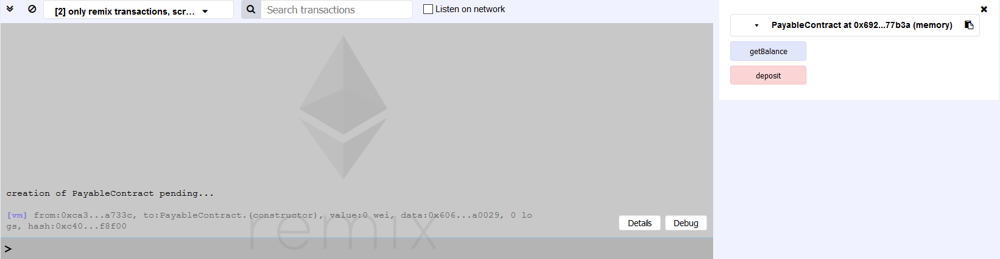 [2] only remix transactions, scr...
Search transactions
Listen on network
PayableContract at 0x692...77b3a (memory)
getBalance
deposit
creation of PayableContract pending...
[vm] from:0xca3...a733c, to:PayableContract.(constructor), value:0 wei, data:0x606...a0029, 0 lo
gs, hash:0xc40...f8f00
Details
Debug
remix
>